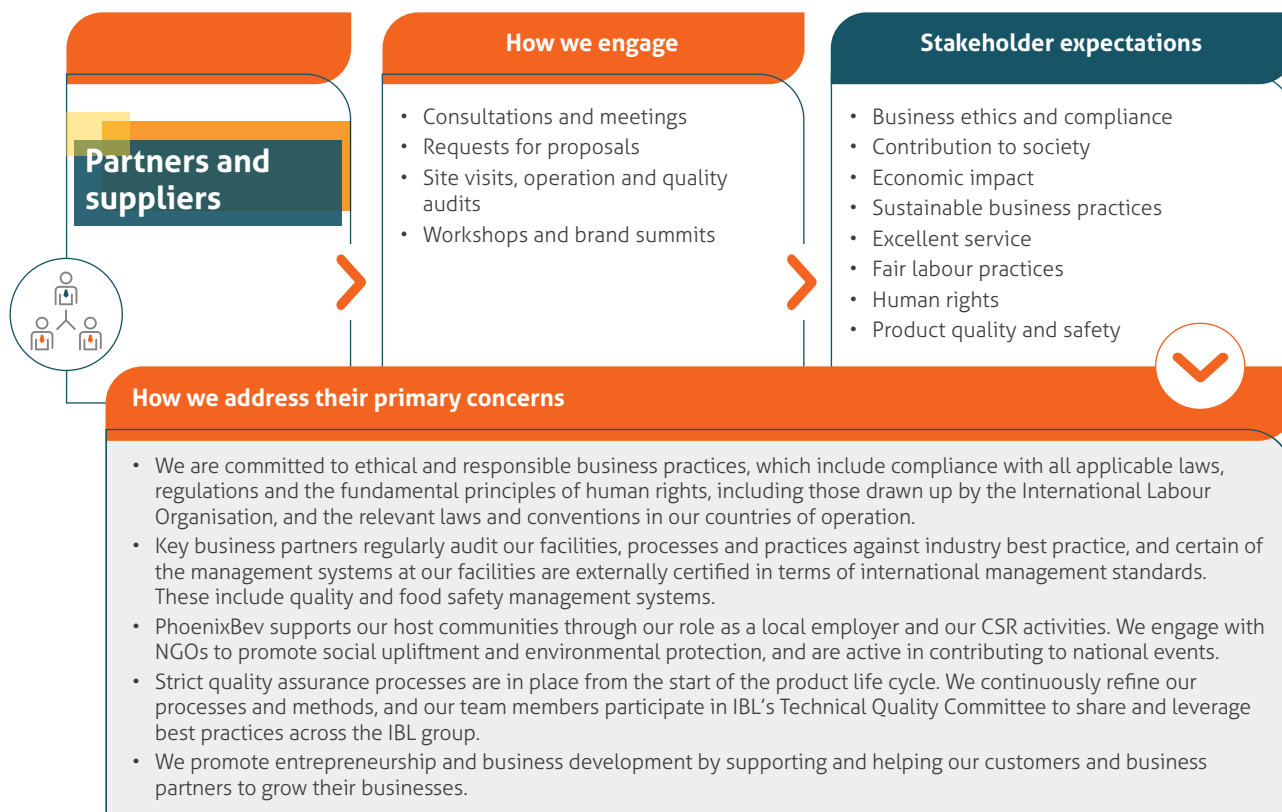 Partners and
suppliers
How we engage
• Consultations and meetings
• Requests for proposals
• Site visits, operation and quality
audits
• Workshops and brand summits
Stakeholder expectations
• Business ethics and compliance
• Contribution to society
• Economic impact
• Sustainable business practices
• Excellent service
• Fair labour practices
• Human rights
• Product quality and safety
How we address their primary concerns
• We are committed to ethical and responsible business practices, which include compliance with all applicable laws,
regulations and the fundamental principles of human rights, including those drawn up by the International Labour
Organisation, and the relevant laws and conventions in our countries of operation.
• Key business partners regularly audit our facilities, processes and practices against industry best practice, and certain of
the management systems at our facilities are externally certified in terms of international management standards.
These include quality and food safety management systems.
• PhoenixBev supports our host communities through our role as a local employer and our CSR activities. We engage with
NGOs to promote social upliftment and environmental protection, and are active in contributing to national events.
• Strict quality assurance processes are in place from the start of the product life cycle. We continuously refine our
processes and methods, and our team members participate in IBL's Technical Quality Committee to share and leverage
best practices across the IBL group.
• We promote entrepreneurship and business development by supporting and helping our customers and business
partners to grow their businesses.